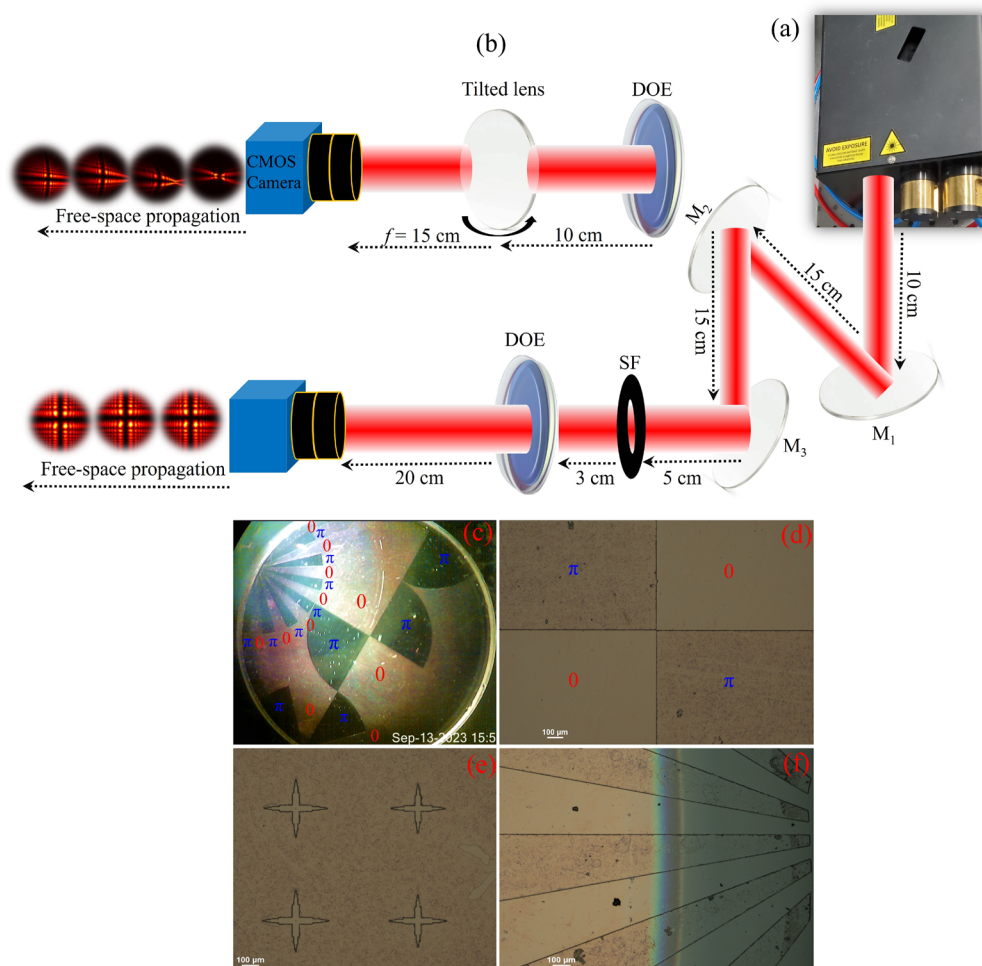 (b)
(a)
Tilted lens
DOE
AVOID EXPOSURE
CMOS
Camera
Free-space propagation
f = 15 cm
10 cm
M2
15 cm
15 cm
10 cm
DOE
SF
M3
M1
Free-space propagation
20 cm
3 cm
5 cm
(c)
0
π
0
π
0
π
0
π
0
π
0
π
0
π
0
π
π
0
π
0
π
0
Sep-13-2023 15:5
(d)
π
0
0
π
100 μm
(e)
100 μm
(f)
100 μm